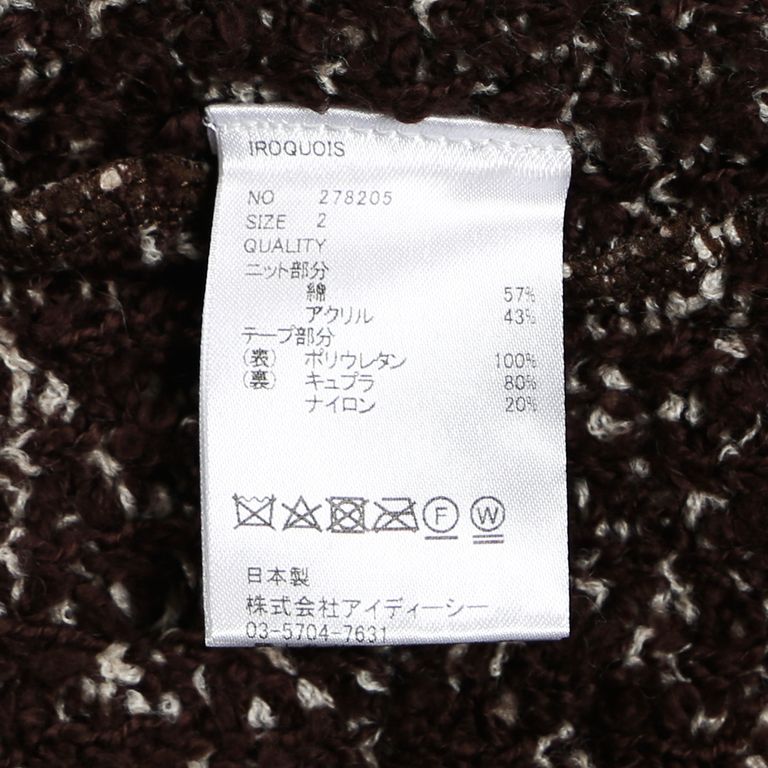 IROQUOIS
NO 278205
SIZE 2
QUALITY
ニット部分
綿 57%
アクリル 43%
テープ部分
(表) ポリウレタン 100%
(裏) キュプラ 80%
ナイロン 20%
F W
日本製
株式会社アイディーシー
03-5704-7631